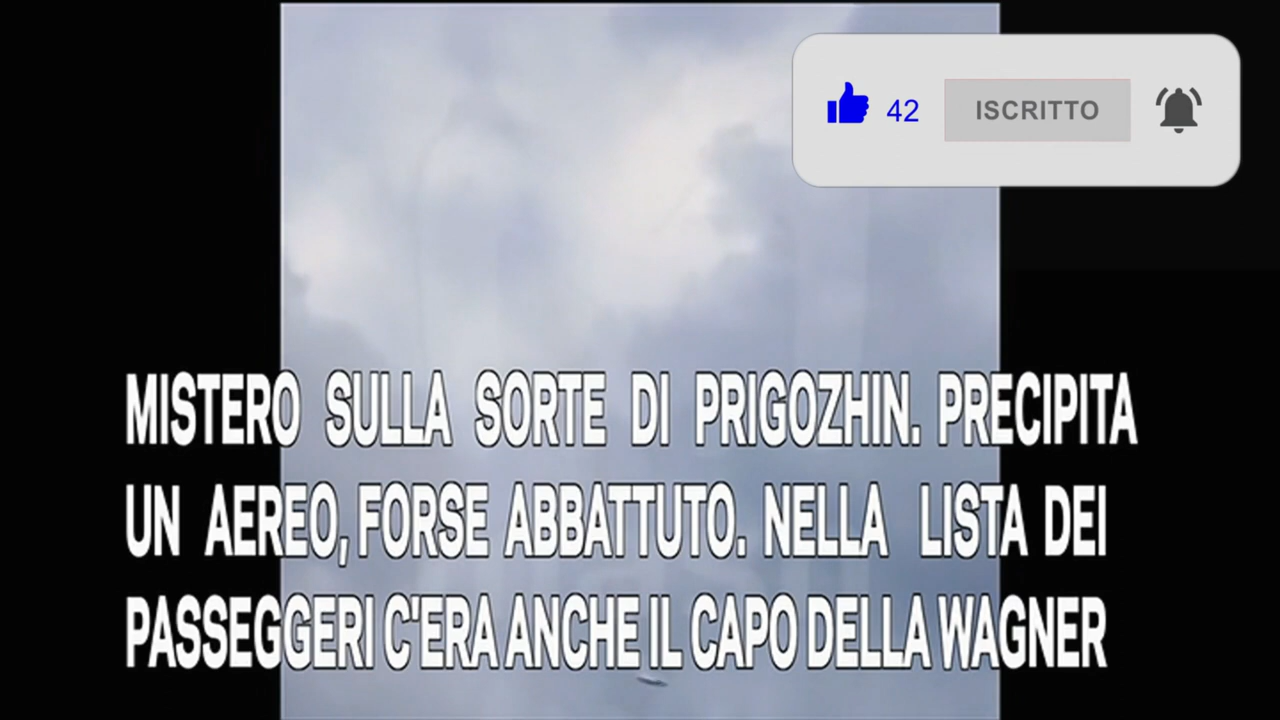 42 ISCRITTO
MISTERO SULLA SORTE DI PRIGOZHIN. PRECIPITA
UN AEREO, FORSE ABBATTUTO. NELLA LISTA DEI
PASSEGGERI C'ERA ANCHE IL CAPO DELLA WAGNER